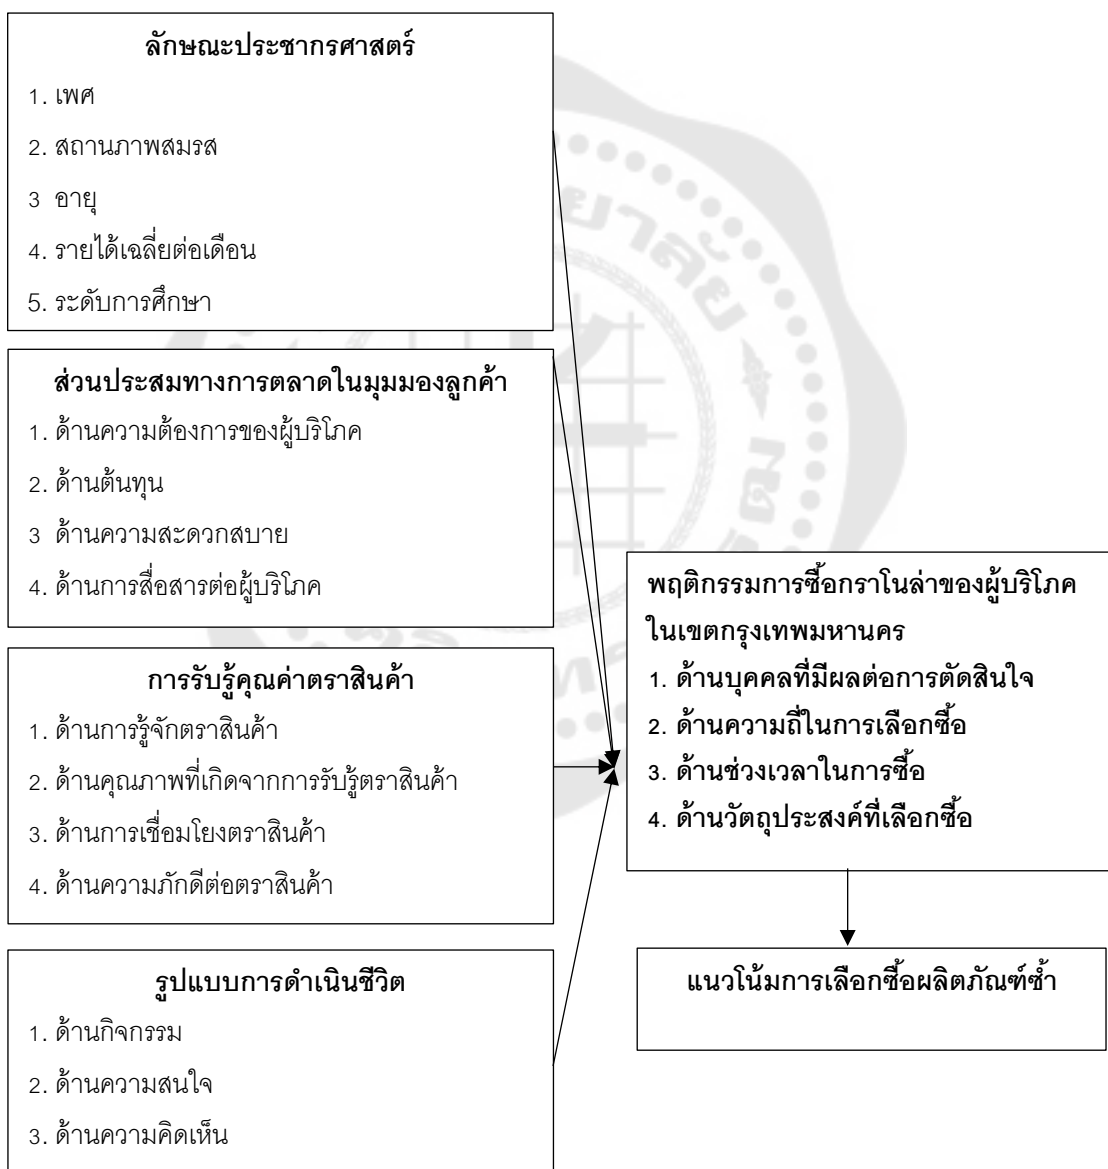 ลักษณะประชากรศาสตร์
1. เพศ
2. สถานภาพสมรส
3 อายุ
4. รายได้เฉลี่ยต่อเดือน
5. ระดับการศึกษา
ส่วนประสมทางการตลาดในมุมมองลูกค้า
1. ด้านความต้องการของผู้บริโภค
2. ด้านต้นทุน
3 ด้านความสะดวกสบาย
4. ด้านการสื่อสารต่อผู้บริโภค
การรับรู้คุณค่าตราสินค้า
1. ด้านการรู้จักตราสินค้า
2. ด้านคุณภาพที่เกิดจากการรับรู้ตราสินค้า
3. ด้านการเชื่อมโยงตราสินค้า
4. ด้านความภักดีต่อตราสินค้า
รูปแบบการดำเนินชีวิต
1. ด้านกิจกรรม
2. ด้านความสนใจ
3. ด้านความคิดเห็น
พฤติกรรมการซื้อกราโนล่าของผู้บริโภค
ในเขตกรุงเทพมหานคร
1. ด้านบุคคลที่มีผลต่อการตัดสินใจ
2. ด้านความถี่ในการเลือกซื้อ
3. ด้านช่วงเวลาในการซื้อ
4. ด้านวัตถุประสงค์ที่เลือกซื้อ
แนวโน้มการเลือกซื้อผลิตภัณฑ์ซ้ำ